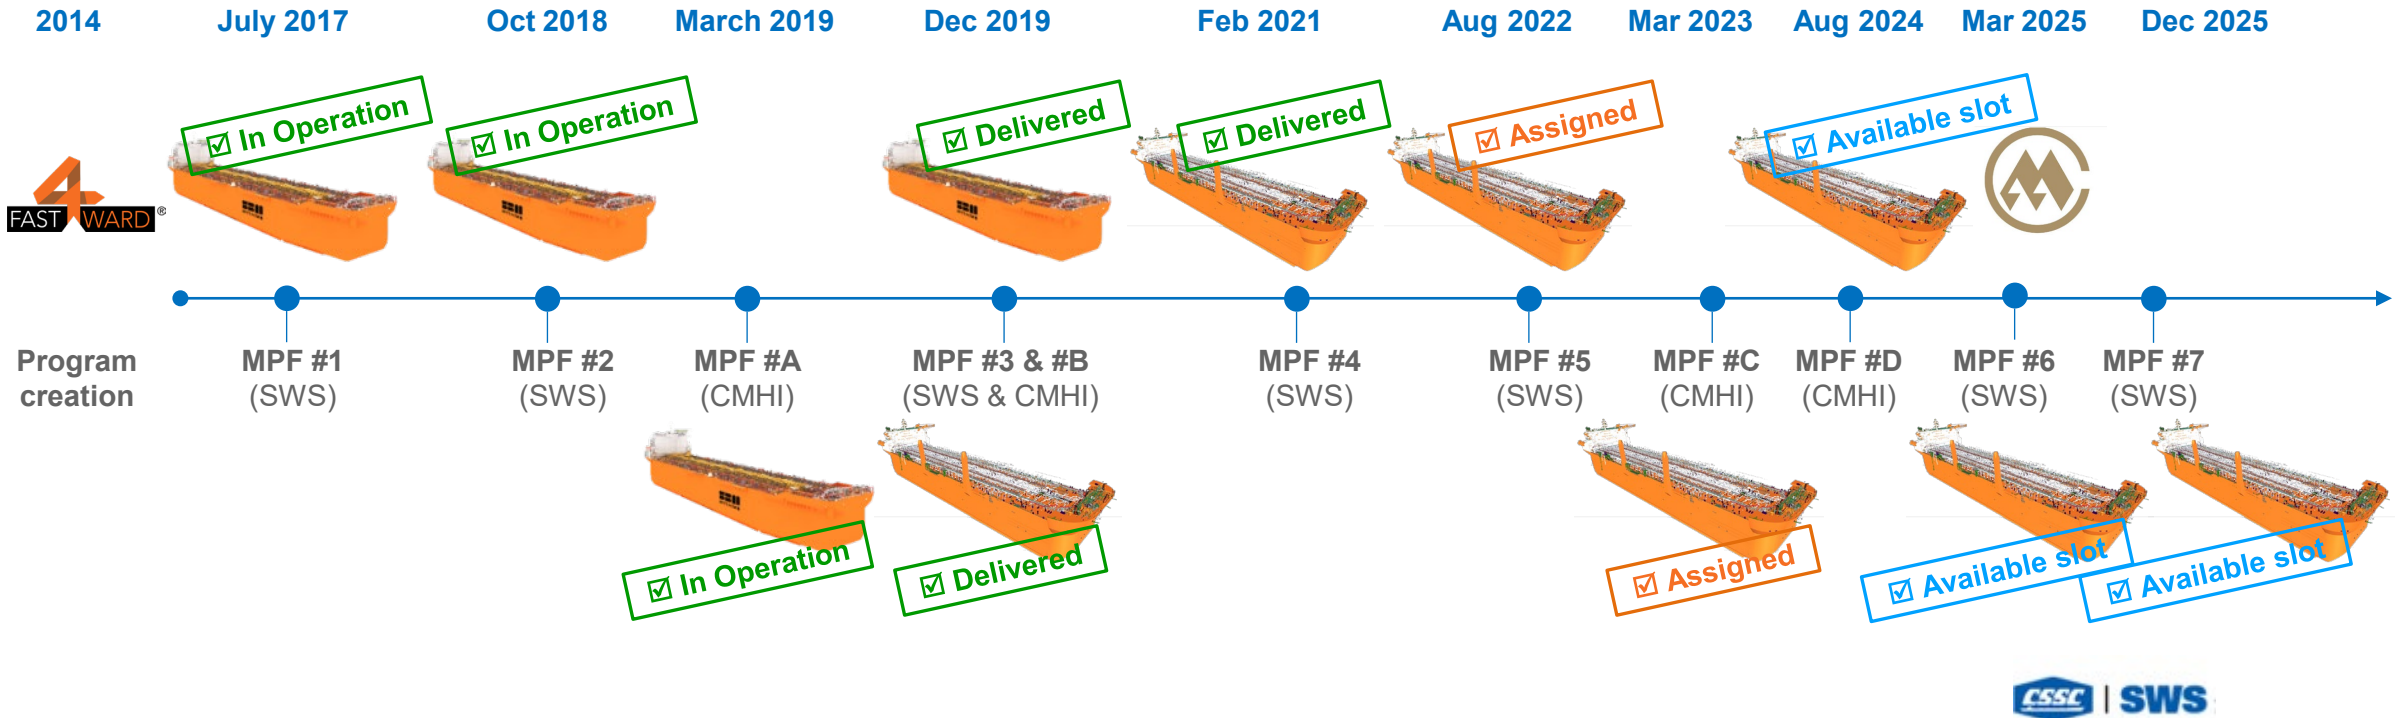 2014 July 2017 Oct 2018 March 2019 Dec 2019 Feb 2021 Aug 2022 Mar 2023 Aug 2024 Mar 2025 Dec 2025
☑ In Operation
☑ In Operation
☑ Delivered
☑ Delivered
☑ Assigned
☑ Available slot
4
FAST WARD®
Program
creation
MPF #1
(SWS)
MPF #2
(SWS)
MPF #A
(CMHI)
MPF #3 & #B
(SWS & CMHI)
MPF #4
(SWS)
MPF #5
(SWS)
MPF #C
(CMHI)
MPF #D
(CMHI)
MPF #6
(SWS)
MPF #7
(SWS)
☑ In Operation
☑ Delivered
☑ Assigned
☑ Available slot
☑ Available slot
CSSC | SWS